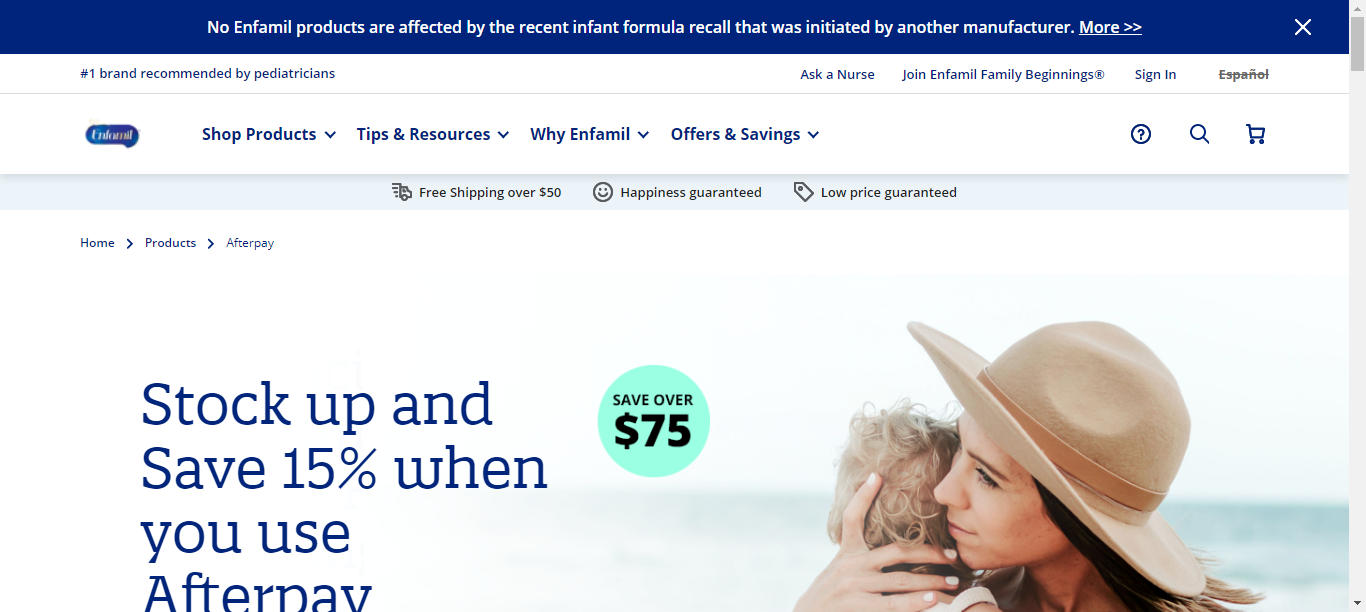 No Enfamil products are affected by the recent infant formula recall that was initiated by another manufacturer. More >>
#1 brand recommended by pediatricians
Ask a Nurse
Join Enfamil Family Beginnings®
Sign In
Español
Enfamil
Shop Products
Tips & Resources
Why Enfamil
Offers & Savings
Free Shipping over $50
Happiness guaranteed
Low price guaranteed
Home
Products
Afterpay
Stock up and
Save 15% when
you use
Afterpay
SAVE OVER
$75